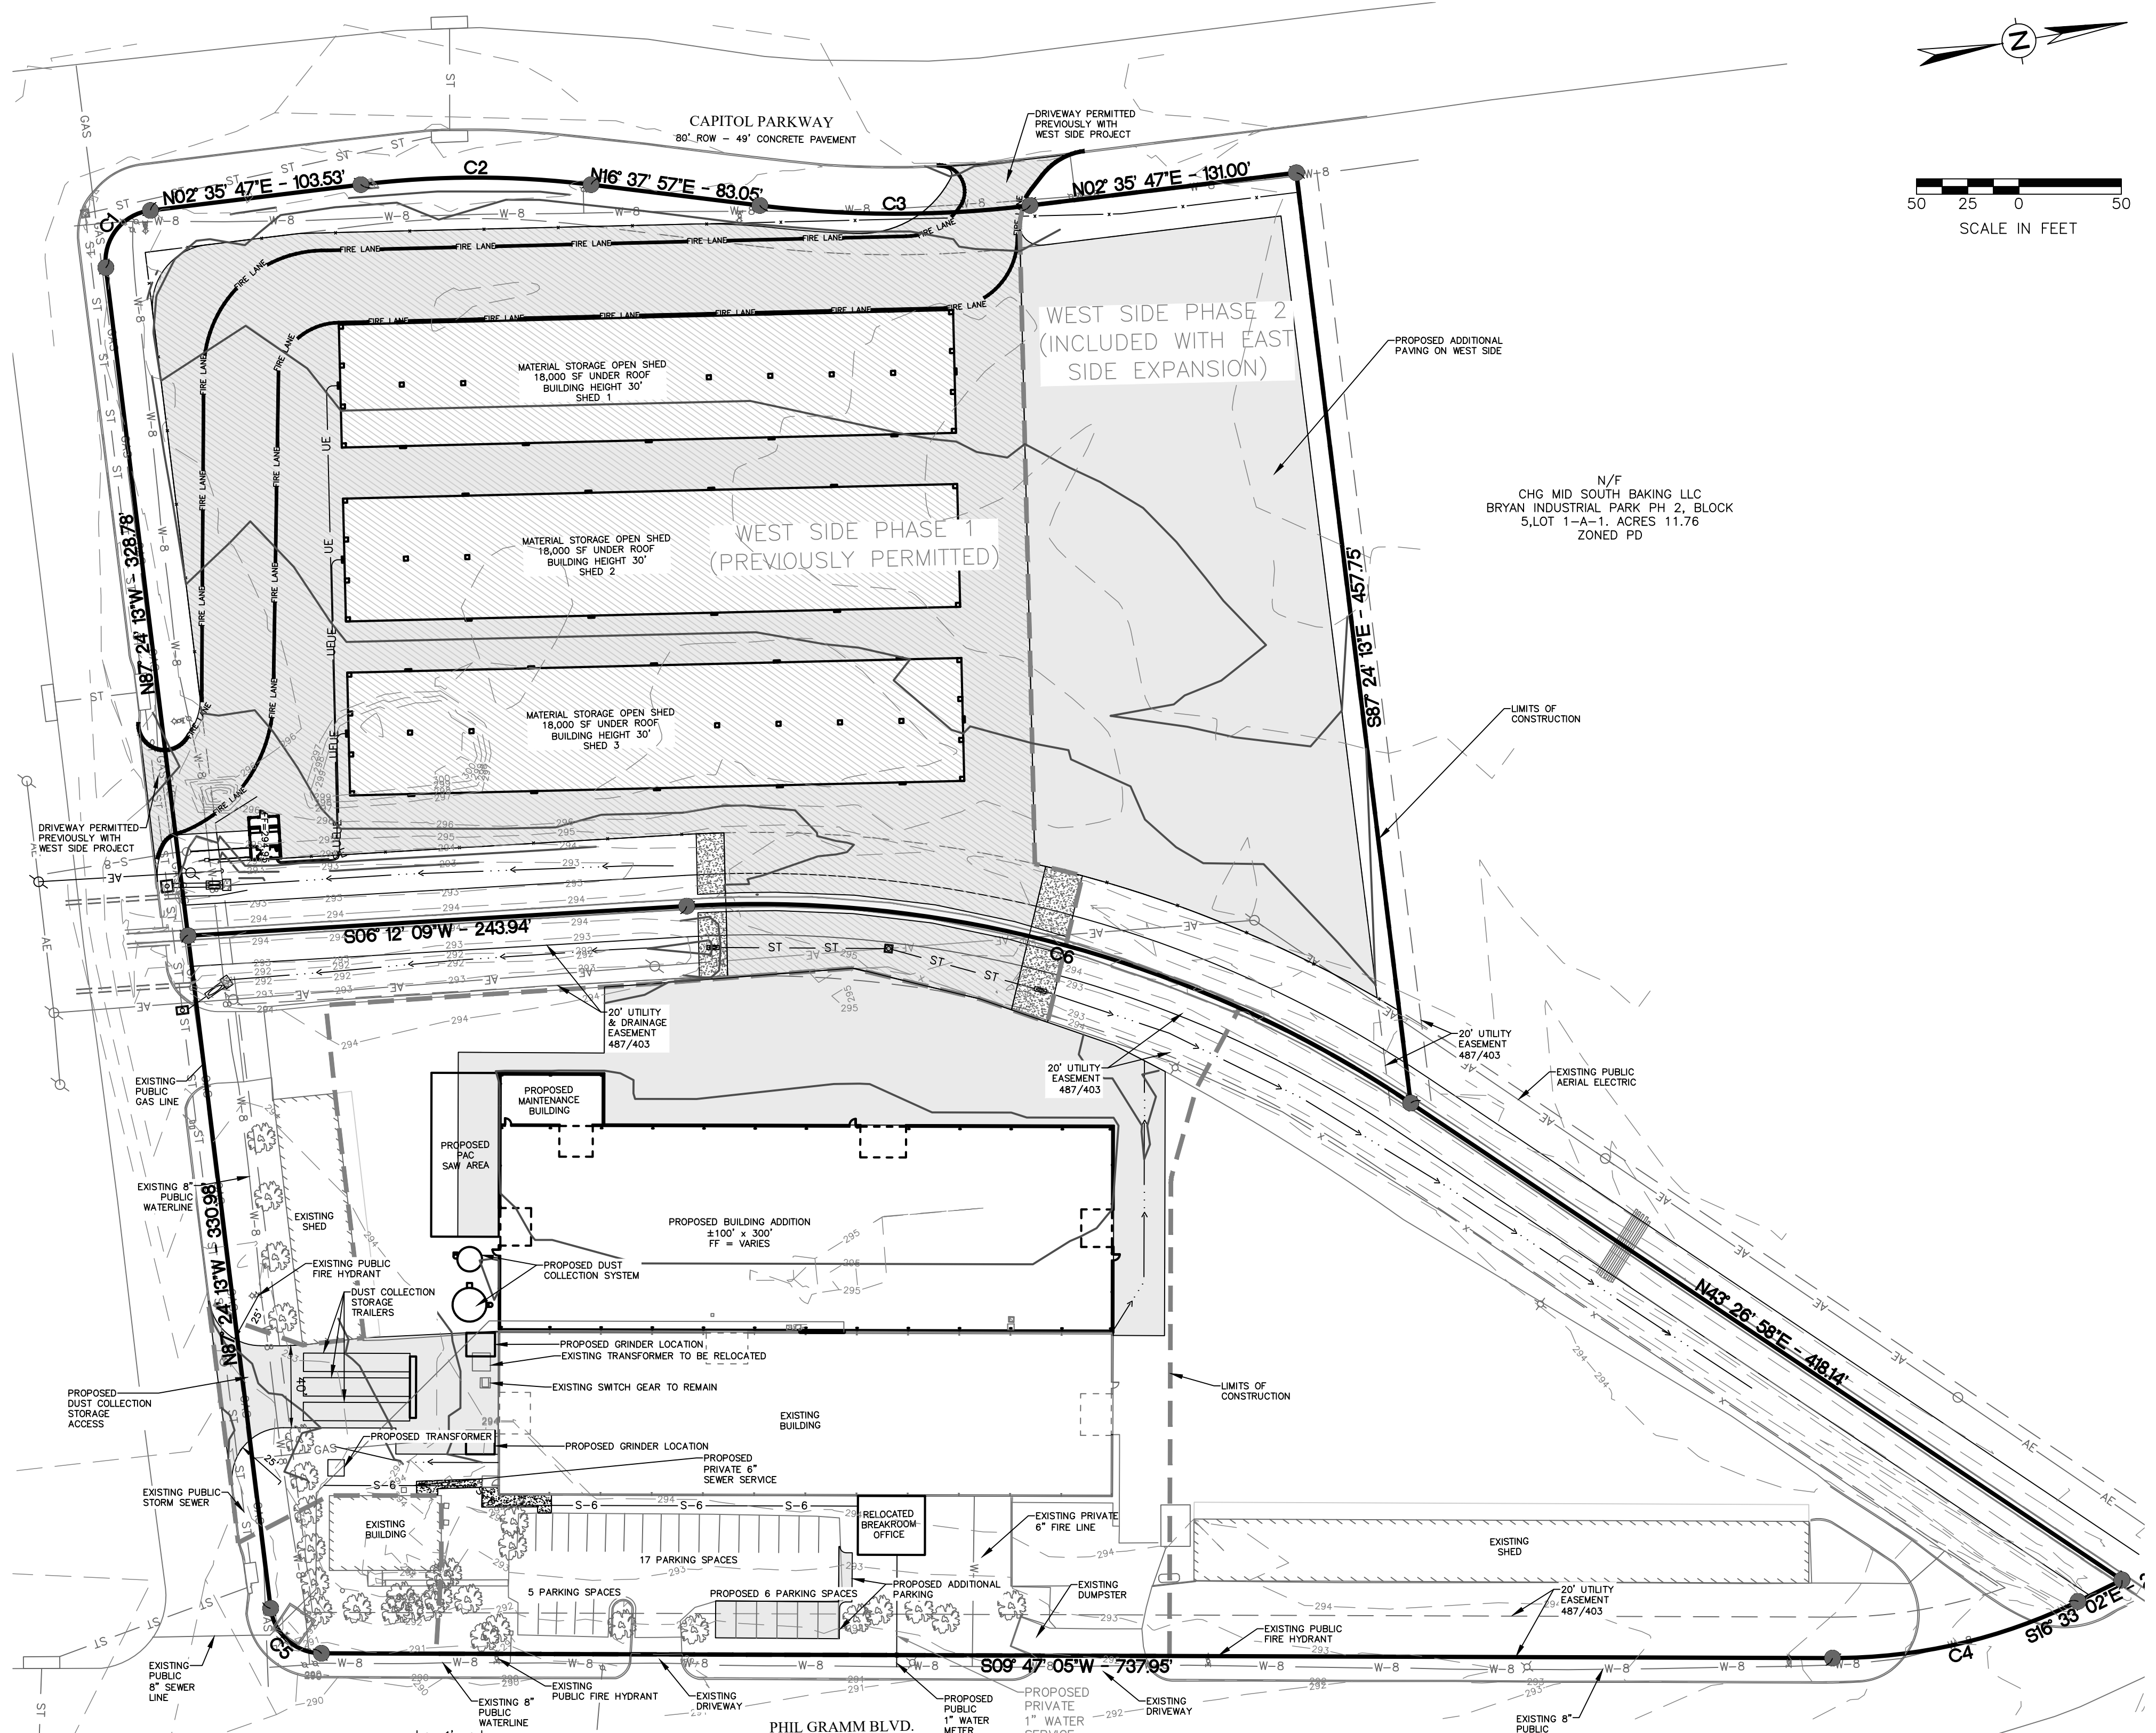 CAPITOL PARKWAY
80' ROW - 49' CONCRETE PAVEMENT
DRIVEWAY PERMITTED
PREVIOUSLY WITH
WEST SIDE PROJECT
N
50 25 0 50
SCALE IN FEET
C1
N02° 35' 47"E - 103.53'
C2
N16° 37' 57"E - 83.05'
C3
N02° 35' 47"E - 131.00'
WEST SIDE PHASE 2
(INCLUDED WITH EAST
SIDE EXPANSION)
PROPOSED ADDITIONAL
PAVING ON WEST SIDE
MATERIAL STORAGE OPEN SHED
18,000 SF UNDER ROOF
BUILDING HEIGHT 30'
SHED 1
N/F
CHG MID SOUTH BAKING LLC
BRYAN INDUSTRIAL PARK PH 2, BLOCK
5,LOT 1-A-1. ACRES 11.76
ZONED PD
WEST SIDE PHASE 1
(PREVIOUSLY PERMITTED)
MATERIAL STORAGE OPEN SHED
18,000 SF UNDER ROOF
BUILDING HEIGHT 30'
SHED 2
N87° 24' 13"W - 328.78'
S87° 24' 13"E - 457.75'
MATERIAL STORAGE OPEN SHED
18,000 SF UNDER ROOF
BUILDING HEIGHT 30'
SHED 3
LIMITS OF
CONSTRUCTION
FIRE LANE
DRIVEWAY PERMITTED
PREVIOUSLY WITH
WEST SIDE PROJECT
S06° 12' 09"W - 243.94'
C6
20' UTILITY
& DRAINAGE
EASEMENT
487/403
20' UTILITY
EASEMENT
487/403
20' UTILITY
EASEMENT
487/403
EXISTING PUBLIC
AERIAL ELECTRIC
EXISTING
PUBLIC
GAS LINE
PROPOSED
MAINTENANCE
BUILDING
PROPOSED
PAC
SAW AREA
EXISTING 8"
PUBLIC
WATERLINE
EXISTING
SHED
N87° 24' 13"W - 330.98'
PROPOSED BUILDING ADDITION
±100' x 300'
FF = VARIES
EXISTING PUBLIC
FIRE HYDRANT
PROPOSED DUST
COLLECTION SYSTEM
DUST COLLECTION
STORAGE
TRAILERS
25'
40'
PROPOSED GRINDER LOCATION
EXISTING TRANSFORMER TO BE RELOCATED
EXISTING SWITCH GEAR TO REMAIN
N43° 26' 58"E - 418.14'
PROPOSED
DUST COLLECTION
STORAGE
ACCESS
LIMITS OF
CONSTRUCTION
EXISTING
BUILDING
PROPOSED TRANSFORMER
PROPOSED GRINDER LOCATION
PROPOSED
PRIVATE 6"
SEWER SERVICE
25'
EXISTING PUBLIC
STORM SEWER
S-6 S-6 S-6 S-6
EXISTING
BUILDING
RELOCATED
BREAKROOM
OFFICE
EXISTING PRIVATE
6" FIRE LINE
EXISTING
SHED
17 PARKING SPACES
5 PARKING SPACES
PROPOSED 6 PARKING SPACES
PROPOSED ADDITIONAL
PARKING
EXISTING
DUMPSTER
20' UTILITY
EASEMENT
487/403
S16° 33' 02"E - 2
C5
EXISTING PUBLIC
FIRE HYDRANT
C4
S09° 47' 05"W - 737.95'
EXISTING
PUBLIC
8" SEWER
LINE
EXISTING 8"
PUBLIC
WATERLINE
EXISTING
PUBLIC FIRE HYDRANT
EXISTING
DRIVEWAY
PROPOSED
PUBLIC
1" WATER
METER
PROPOSED
PRIVATE
1" WATER
SERVICE
EXISTING
DRIVEWAY
EXISTING 8"
PUBLIC
PHIL GRAMM BLVD.